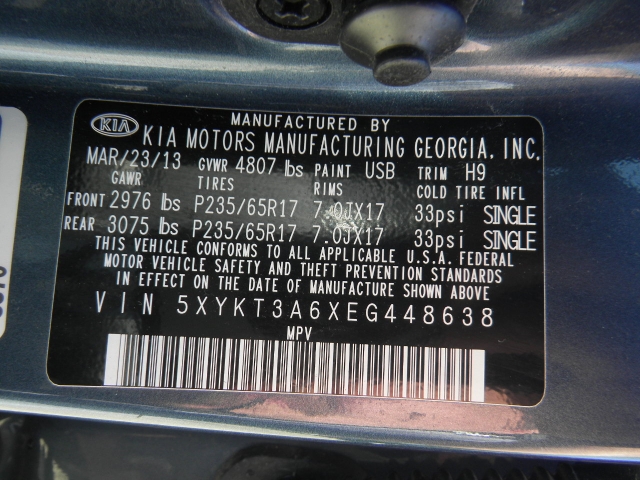 MANUFACTURED BY
KIA KIA MOTORS MANUFACTURING GEORGIA, INC.
MAR/23/13 GVWR 4807 lbs PAINT USB TRIM H9
GAWR TIRES RIMS COLD TIRE INFL
FRONT 2976 lbs P235/65R17 7.0JX17 33psi SINGLE
REAR 3075 lbs P235/65R17 7.0JX17 33psi SINGLE
THIS VEHICLE CONFORMS TO ALL APPLICABLE U.S.A. FEDERAL
MOTOR VEHICLE SAFETY AND THEFT PREVENTION STANDARDS
IN EFFECT ON THE DATE OF MANUFACTURE SHOWN ABOVE.
VIN 5XYKT3A6XEG448638
MPV